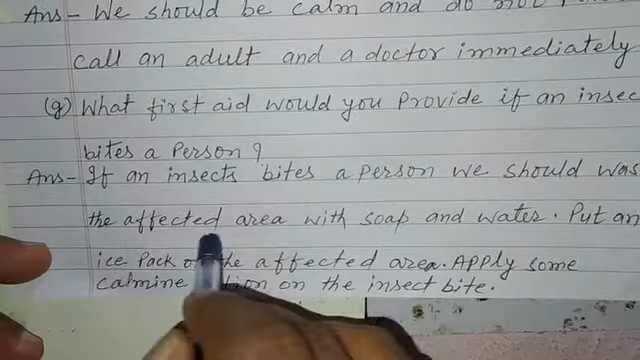 Ans- We should be calm and do not
call an adult and a doctor immediately
(g) What first aid would you provide if an insec
bites a person?
Ans- If an insects bites a person we should was
the affected area with soap and water. Put an
ice pack the affected area. Apply some
calmine on the insect bite.